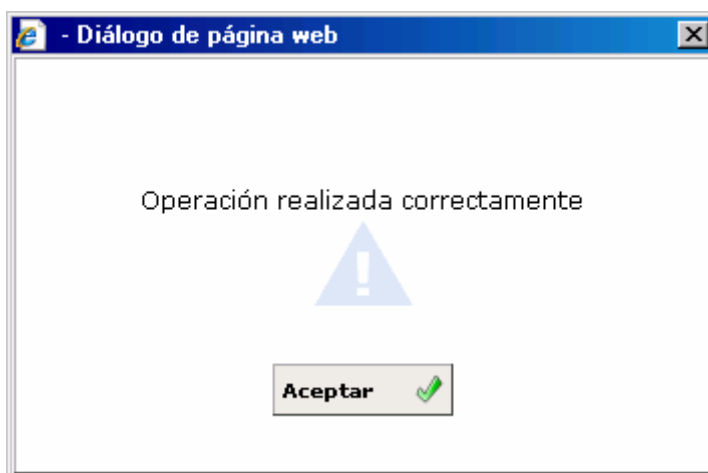 - Diálogo de página web
Operación realizada correctamente
Aceptar